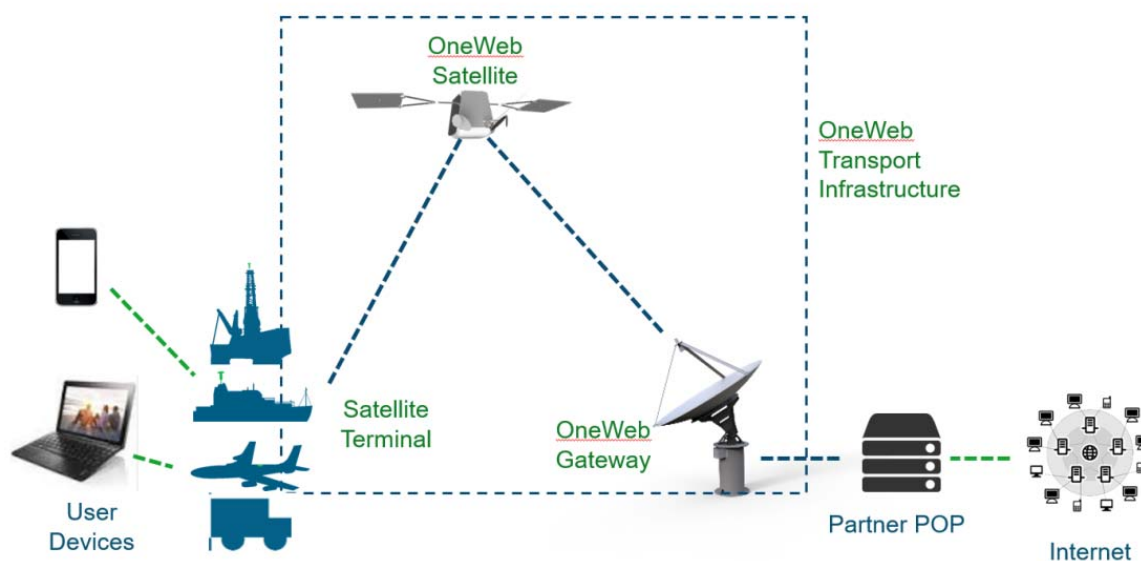 OneWeb
Satellite
OneWeb
Transport
Infrastructure
Satellite
Terminal
OneWeb
Gateway
User
Devices
Partner POP
Internet